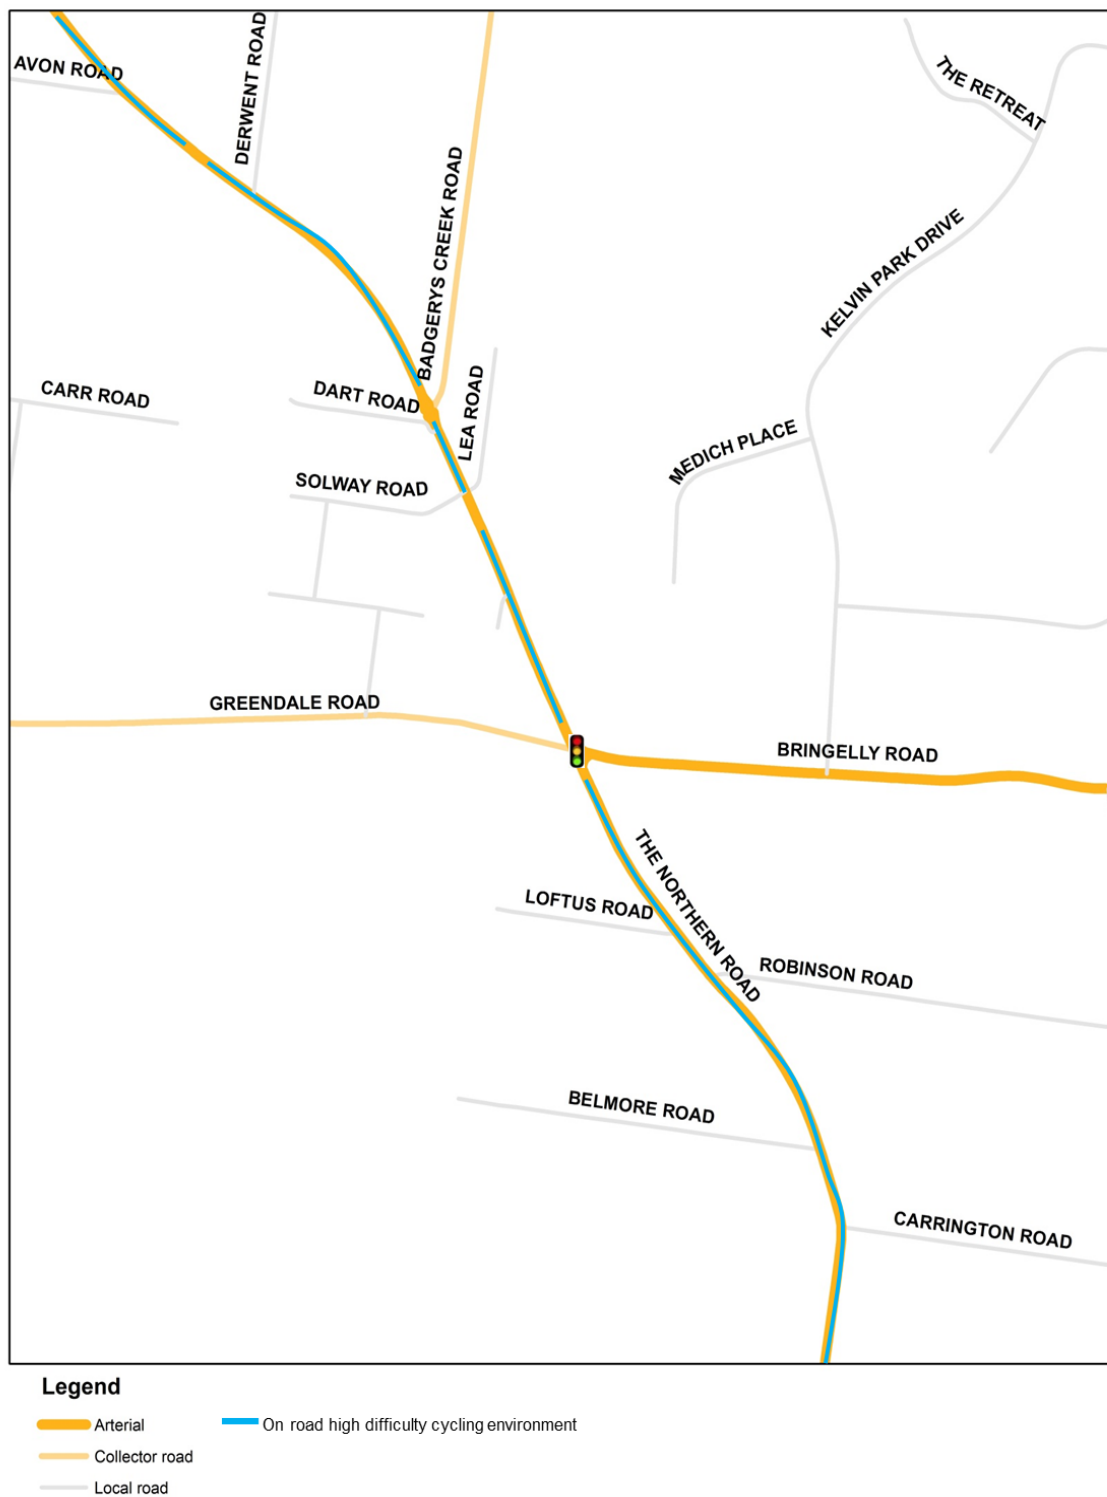 AVON ROAD
DERWENT ROAD
THE RETREAT
BADGERYS CREEK ROAD
KELVIN PARK DRIVE
CARR ROAD
DART ROAD
LEA ROAD
MEDICH PLACE
SOLWAY ROAD
GREENDALE ROAD
BRINGELLY ROAD
THE NORTHERN ROAD
LOFTUS ROAD
ROBINSON ROAD
BELMORE ROAD
CARRINGTON ROAD
Legend
Arterial
On road high difficulty cycling environment
Collector road
Local road